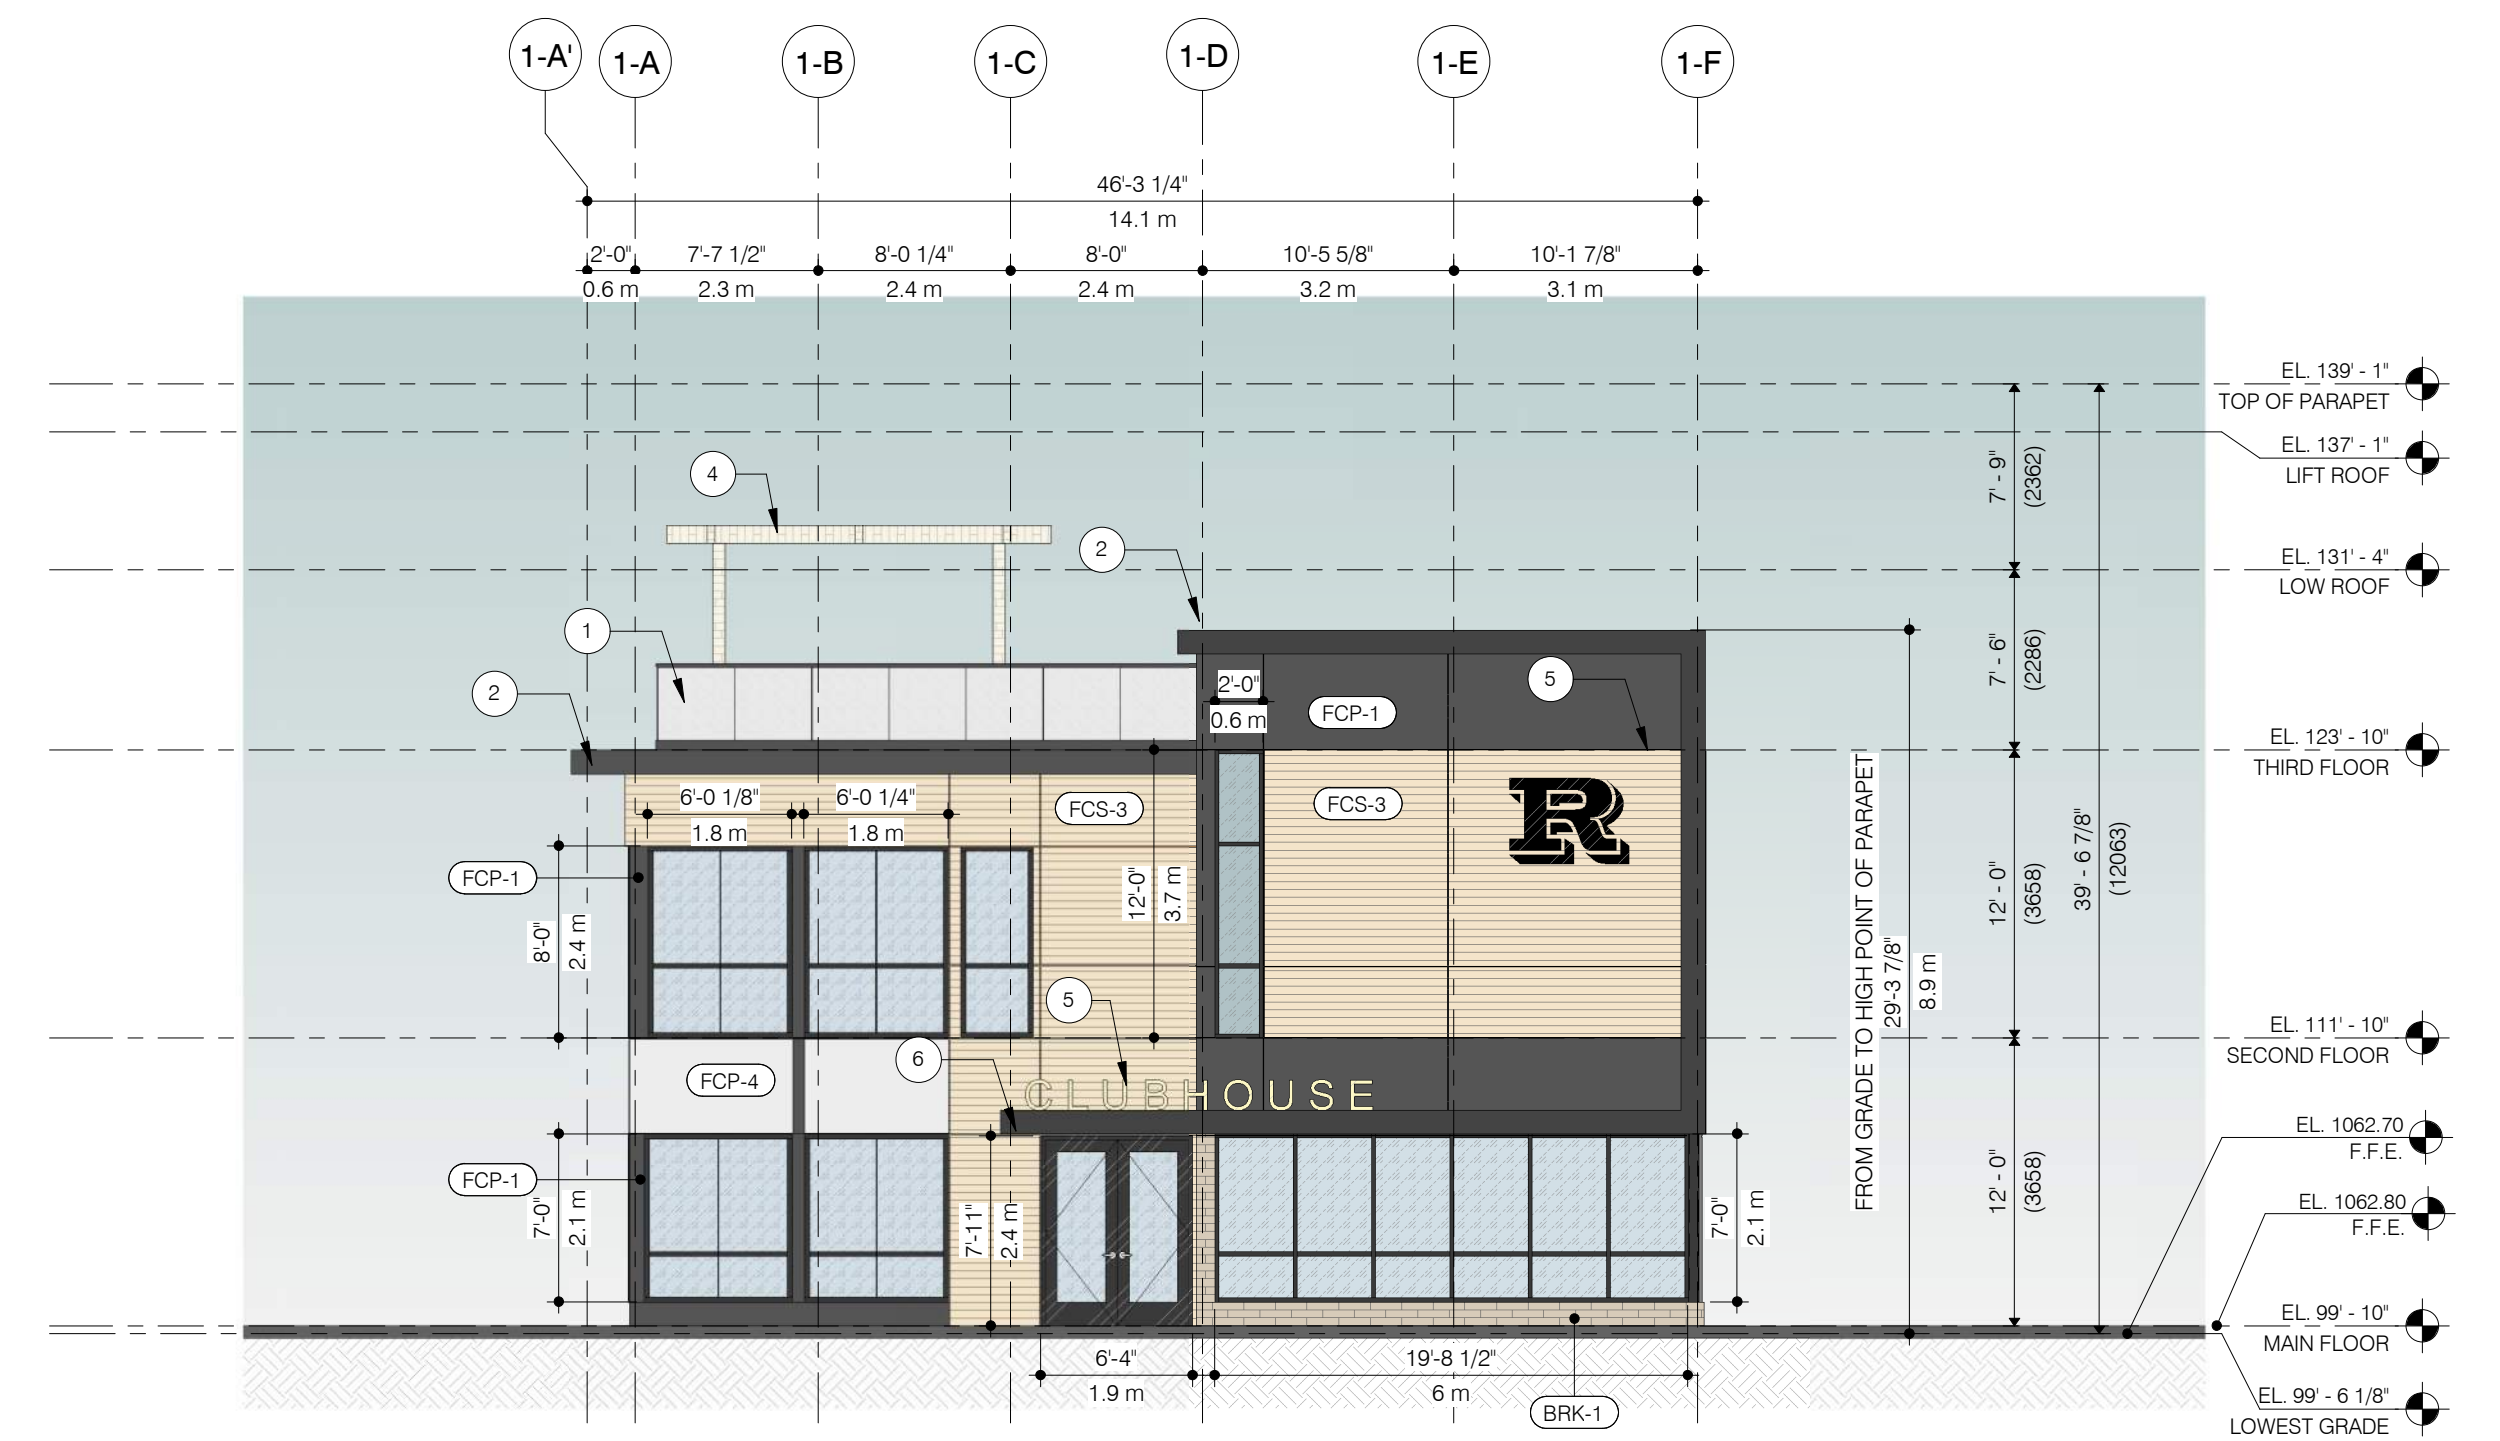 1-A' 1-A 1-B 1-C 1-D 1-E 1-F
46'-3 1/4"
14.1 m
2'-0" 7'-7 1/2" 8'-0 1/4" 8'-0" 10'-5 5/8" 10'-1 7/8"
0.6 m 2.3 m 2.4 m 2.4 m 3.2 m 3.1 m
EL. 139' - 1"
TOP OF PARAPET
EL. 137' - 1"
LIFT ROOF
7' - 9"
(2362)
4
2
EL. 131' - 4"
LOW ROOF
1
7' - 6"
(2286)
2
2'-0"
0.6 m
FCP-1
5
EL. 123' - 10"
THIRD FLOOR
6'-0 1/8" 6'-0 1/4"
1.8 m 1.8 m
FCS-3
FCS-3
R
FCP-1
12'-0"
3.7 m
8'-0"
2.4 m
FROM GRADE TO HIGH POINT OF PARAPET
29'-3 7/8"
8.9 m
12' - 0"
(3658)
39' - 6 7/8"
(12063)
5
EL. 111' - 10"
SECOND FLOOR
6
FCP-4
CLUBHOUSE
EL. 1062.70
F.F.E.
FCP-1
7'-0"
2.1 m
7'-11"
2.4 m
7'-0"
2.1 m
12' - 0"
(3658)
EL. 1062.80
F.F.E.
EL. 99' - 10"
MAIN FLOOR
6'-4"
1.9 m
19'-8 1/2"
6 m
BRK-1
EL. 99' - 6 1/8"
LOWEST GRADE